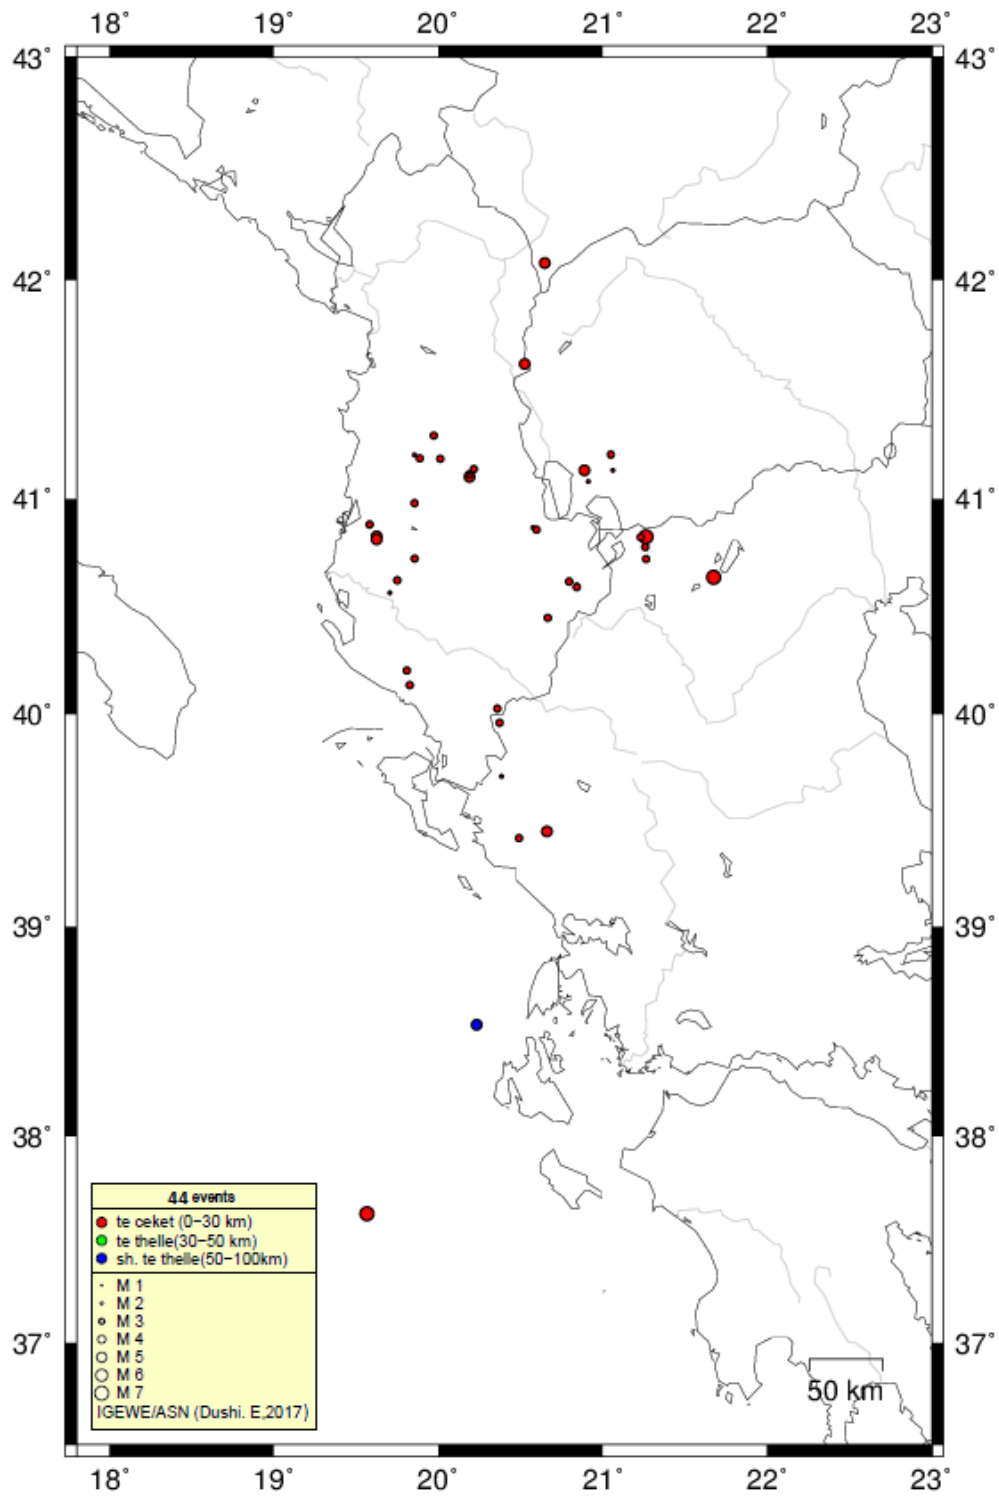 18° 19° 20° 21° 22° 23°
43° 43°
42° 42°
41° 41°
40° 40°
39° 39°
38° 38°
44 events
te ceket (0−30 km)
te thelle(30−50 km)
sh. te thelle(50−100km)
M 1
M 2
M 3
M 4
37° 37°
M 5
M 6
M 7
50 km
IGEWE/ASN (Dushi. E,2017)
18° 19° 20° 21° 22° 23°